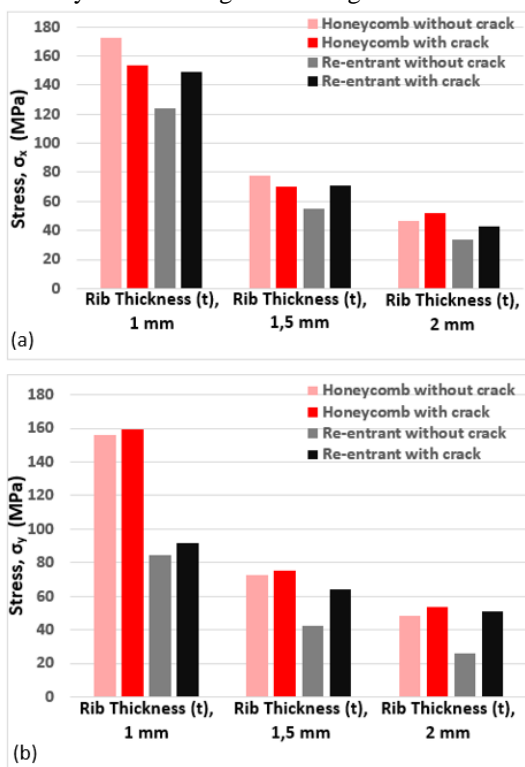 180
160
140
120
100
80
60
40
20
0
Stress, σx (MPa)
Honeycomb without crack
Honeycomb with crack
Re-entrant without crack
Re-entrant with crack
Rib Thickness (t), 1 mm
Rib Thickness (t), 1,5 mm
Rib Thickness (t), 2 mm
(a)
180
160
140
120
100
80
60
40
20
0
Stress, σy (MPa)
Honeycomb without crack
Honeycomb with crack
Re-entrant without crack
Re-entrant with crack
Rib Thickness (t), 1 mm
Rib Thickness (t), 1,5 mm
Rib Thickness (t), 2 mm
(b)